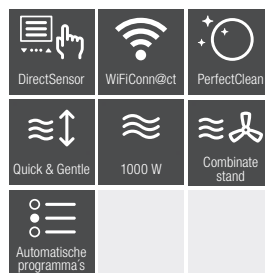 DirectSensor
WiFiConn@ct
PerfectClean
Quick & Gentle
1000 W
Combinate
stand
Automatische
programma´s